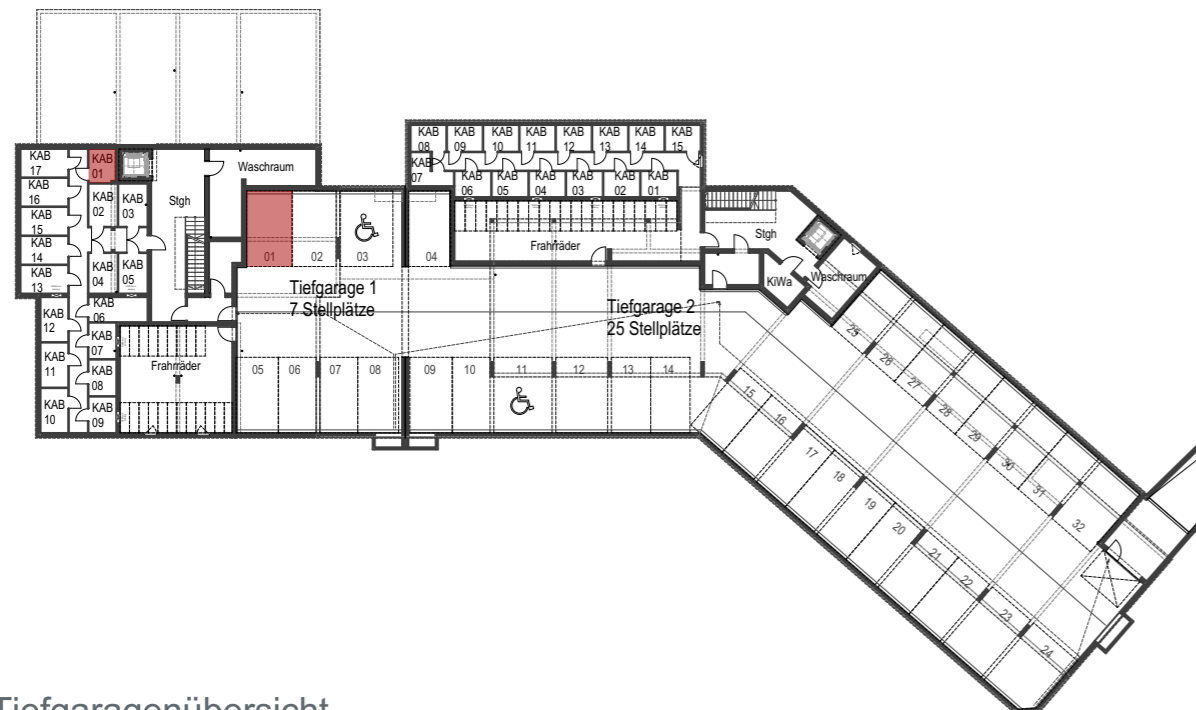 KAB 17
KAB 16
KAB 15
KAB 14
KAB 13
KAB 01
KAB 02
KAB 03
KAB 04
KAB 05
KAB 06
KAB 12
KAB 11
KAB 10
KAB 07
KAB 08
KAB 09
Stgh
Waschraum
Frahrräder
01
02
03
04
Tiefgarage 1
7 Stellplätze
05
06
07
08
KAB 08
KAB 09
KAB 10
KAB 11
KAB 12
KAB 13
KAB 14
KAB 15
KAB 07
KAB 06
KAB 05
KAB 04
KAB 03
KAB 02
KAB 01
Frahrräder
Stgh
KiWa
Waschraum
Tiefgarage 2
25 Stellplätze
09
10
11
12
13
14
15
16
17
18
19
20
21
22
23
24
25
26
27
28
29
30
31
32
Tiefgaragenübersicht